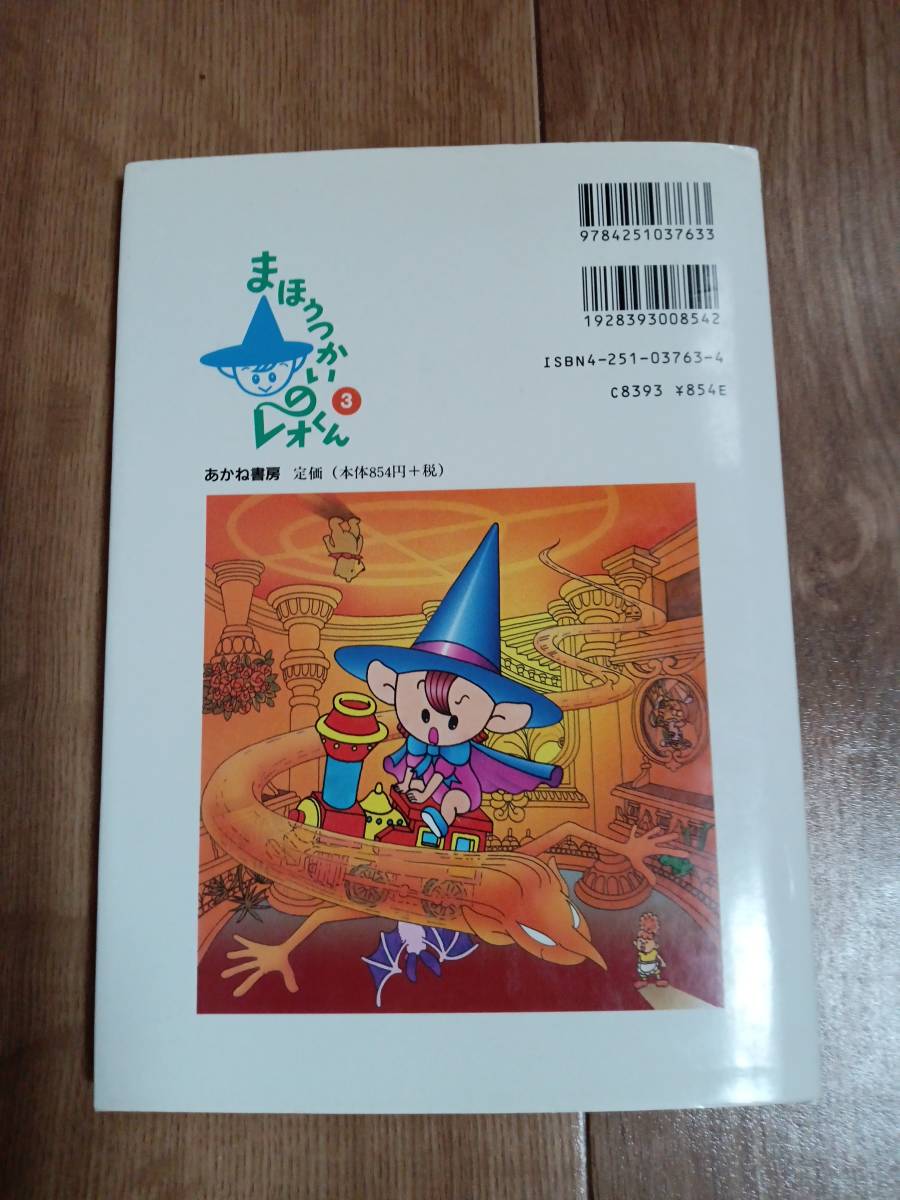 9784251037633
1928393008542
ISBN4-251-03763-4
C8393 ¥854E
まほうつかいの
レオくん
3
あかね書房 定価（本体854円＋税）